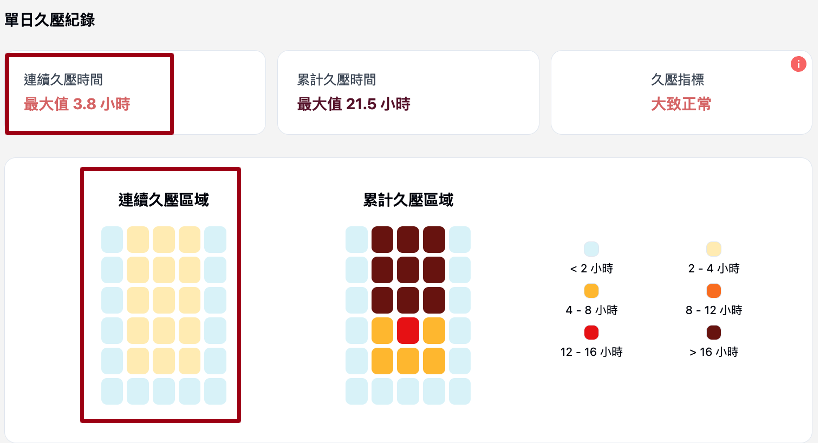 單日久壓紀錄
連續久壓時間
最大值 3.8 小時
累計久壓時間
最大值 21.5 小時
久壓指標
大致正常
i
連續久壓區域
累計久壓區域
< 2 小時
2 - 4 小時
4 - 8 小時
8 - 12 小時
12 - 16 小時
> 16 小時